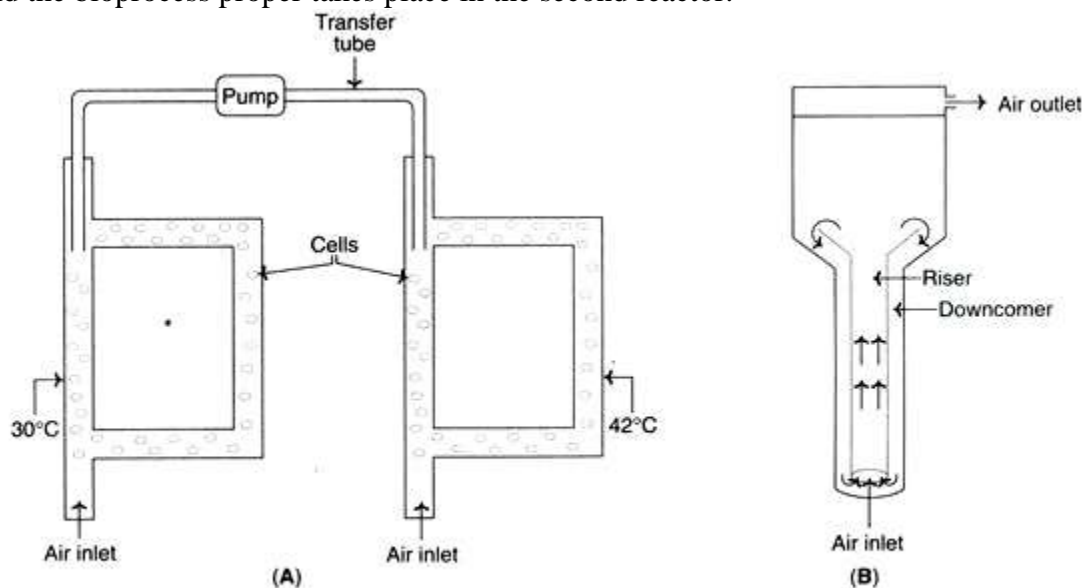 the bioprocess proper takes place in the second reactor.
Transfer
tube
Pump
Air outlet
Cells
Riser
Downcomer
30°C
42°C
Air inlet
Air inlet
Air inlet
(A)
(B)